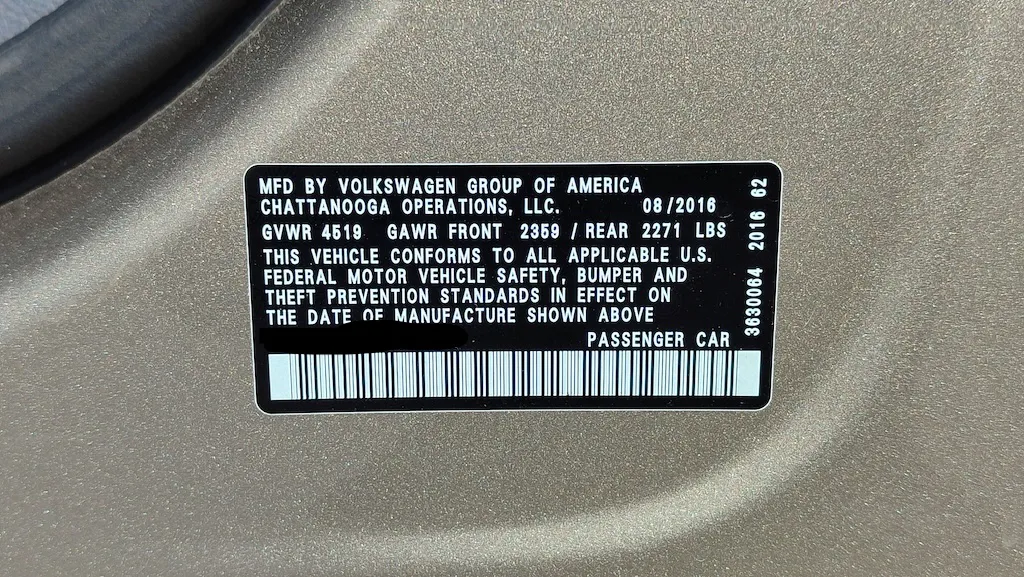 MFD BY VOLKSWAGEN GROUP OF AMERICA
CHATTANOOGA OPERATIONS, LLC. 08/2016
GVWR 4519 GAWR FRONT 2359 / REAR 2271 LBS
THIS VEHICLE CONFORMS TO ALL APPLICABLE U.S.
FEDERAL MOTOR VEHICLE SAFETY, BUMPER AND
THEFT PREVENTION STANDARDS IN EFFECT ON
THE DATE OF MANUFACTURE SHOWN ABOVE
PASSENGER CAR
3630064 2016 62